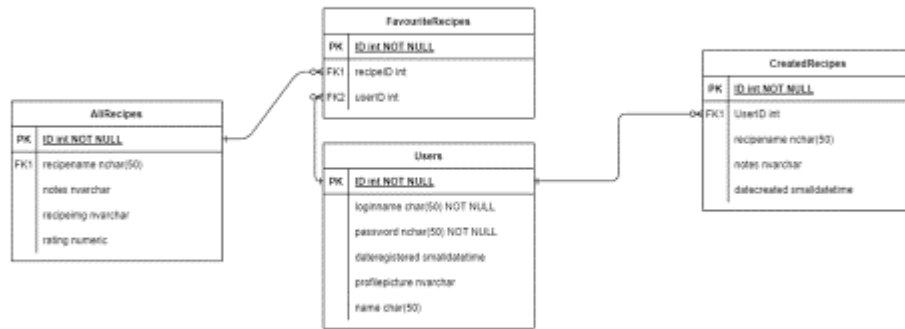 FavouriteRecipes
PK ID int NOT NULL
FK1 recipeID int
FK2 userID int
CreatedRecipes
PK ID int NOT NULL
FK1 UserID int
recipename nchar(50)
notes nvarchar
datecreated smalldatetime
AllRecipes
PK ID int NOT NULL
FK1 recipename nchar(50)
notes nvarchar
recipeimg nvarchar
rating numeric
Users
PK ID int NOT NULL
loginname char(50) NOT NULL
password nchar(50) NOT NULL
dateregistered smalldatetime
profilepicture nvarchar
name char(50)